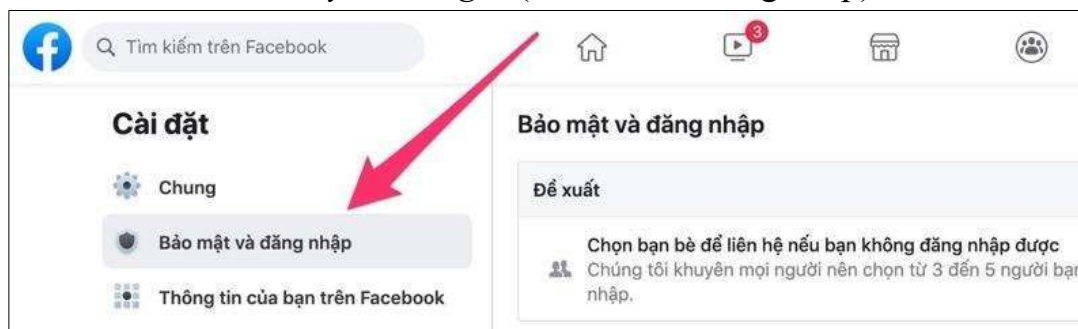 Tìm kiếm trên Facebook
3
Cài đặt
Chung
Bảo mật và đăng nhập
Thông tin của bạn trên Facebook
Bảo mật và đăng nhập
Đề xuất
Chọn bạn bè để liên hệ nếu bạn không đăng nhập được
Chúng tôi khuyên mọi người nên chọn từ 3 đến 5 người bạn
nhập.